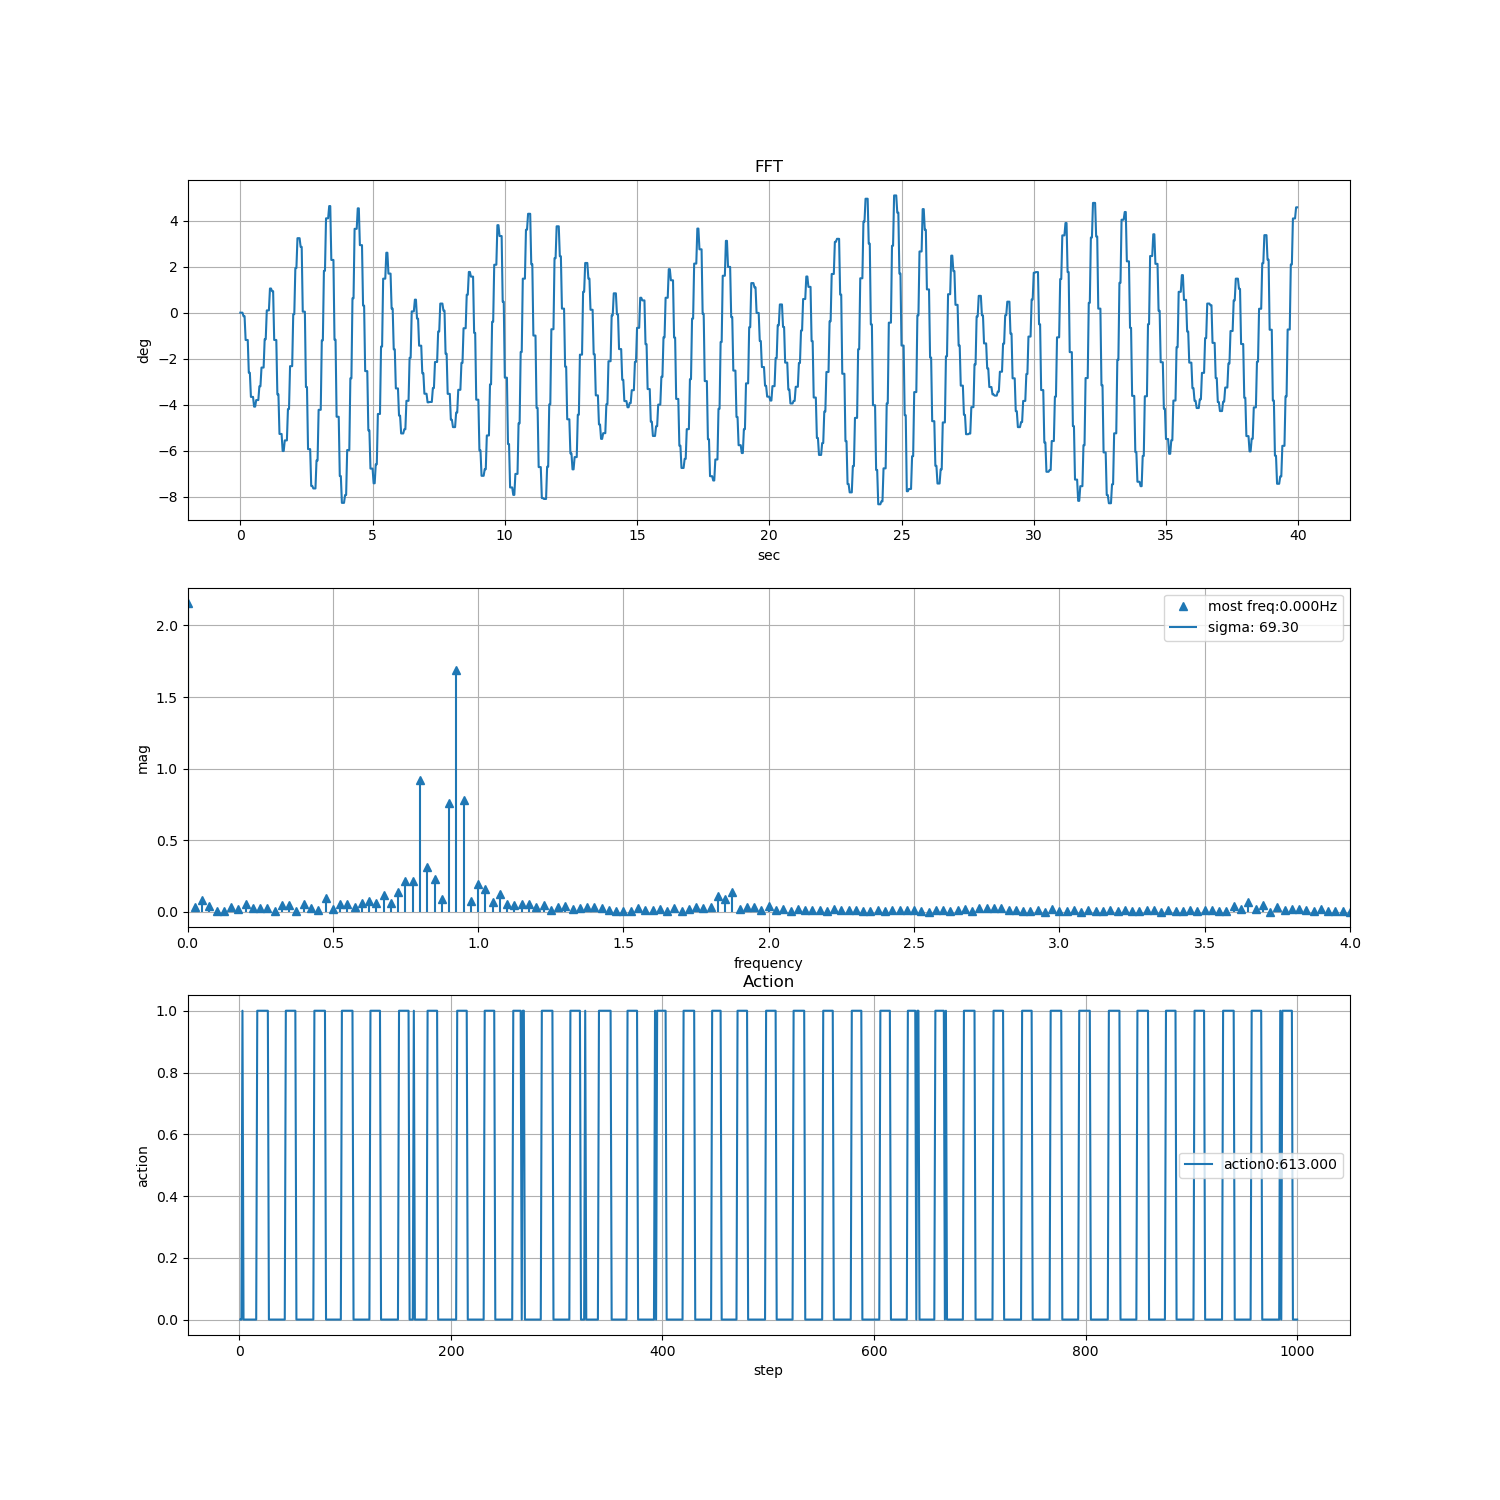 FFT
4
2
0
−2
−4
−6
−8
deg
0 5 10 15 20 25 30 35 40
sec
most freq:0.000Hz
sigma: 69.30
2.0
1.5
1.0
0.5
0.0
mag
0.0 0.5 1.0 1.5 2.0 2.5 3.0 3.5 4.0
frequency
Action
1.0
0.8
0.6
0.4
0.2
0.0
action
action0:613.000
0 200 400 600 800 1000
step